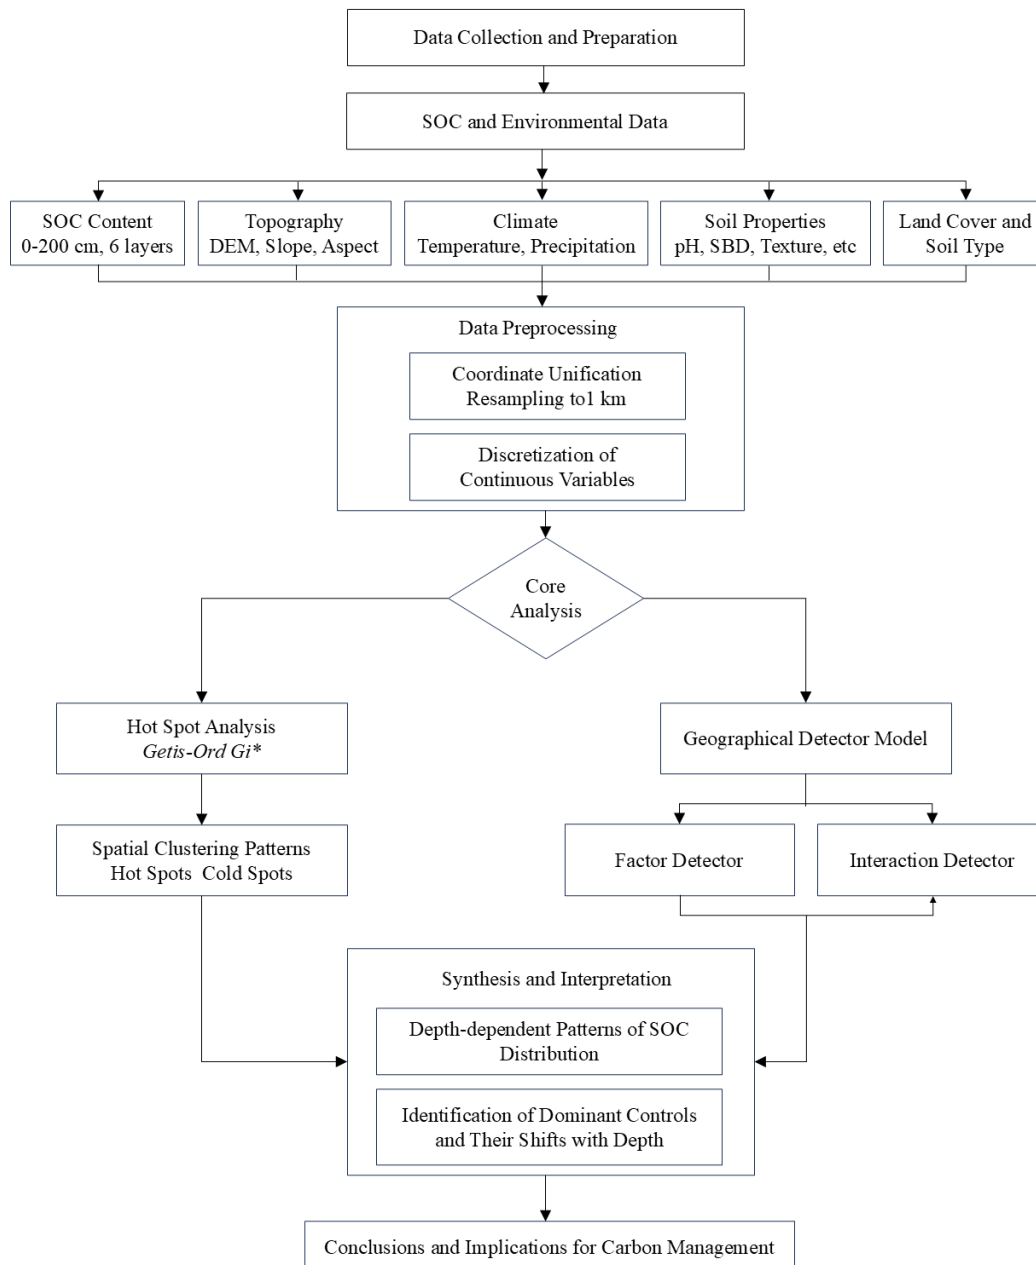 Data Collection and Preparation
SOC and Environmental Data
SOC Content
0-200 cm, 6 layers
Topography
DEM, Slope, Aspect
Climate
Temperature, Precipitation
Soil Properties
pH, SBD, Texture, etc
Land Cover and
Soil Type
Data Preprocessing
Coordinate Unification
Resampling to1 km
Discretization of
Continuous Variables
Core
Analysis
Hot Spot Analysis
Getis-Ord Gi*
Geographical Detector Model
Spatial Clustering Patterns
Hot Spots  Cold Spots
Factor Detector
Interaction Detector
Synthesis and Interpretation
Depth-dependent Patterns of SOC
Distribution
Identification of Dominant Controls
and Their Shifts with Depth
Conclusions and Implications for Carbon Management